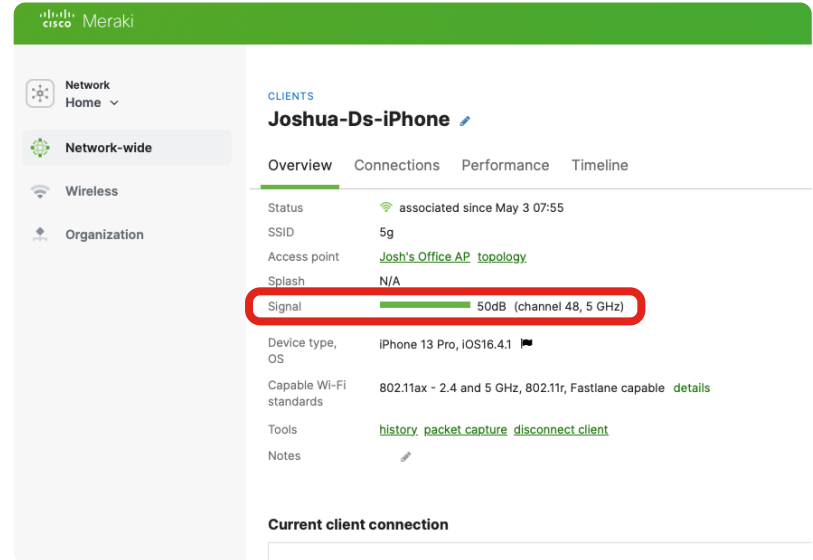 cisco Meraki
Network
Home
Network-wide
Wireless
Organization
CLIENTS
Joshua-Ds-iPhone
Overview Connections Performance Timeline
Status associated since May 3 07:55
SSID 5g
Access point Josh's Office AP topology
Splash N/A
Signal 50dB (channel 48, 5 GHz)
Device type, OS iPhone 13 Pro, iOS16.4.1
Capable Wi-Fi standards 802.11ax - 2.4 and 5 GHz, 802.11r, Fastlane capable details
Tools history packet capture disconnect client
Notes
Current client connection